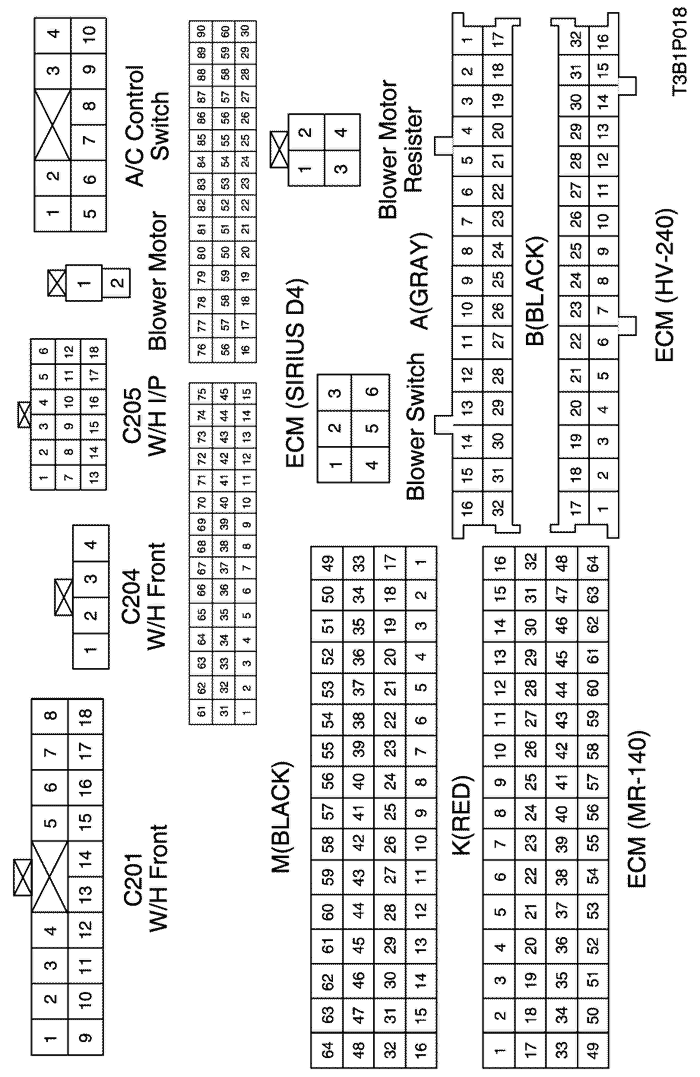 1 2 3 4 5 6 7 8
9 10 11 12 13 14 15 16 17 18
C201
W/H Front
1 2 3 4
C204
W/H Front
1 2 3 4 5 6
7 8 9 10 11 12
13 14 15 16 17 18
C205
W/H I/P
1
2
Blower Motor
1 2 3 4
5 6 7 8 9 10
A/C Control
Switch
61 62 63 64 65 66 67 68 69 70 71 72 73 74 75
31 32 33 34 35 36 37 38 39 40 41 42 43 44 45
1 2 3 4 5 6 7 8 9 10 11 12 13 14 15
76 77 78 79 80 81 82 83 84 85 86 87 88 89 90
56 57 58 59 50 51 52 53 54 55 56 57 58 59 60
16 17 18 19 20 21 22 23 24 25 26 27 28 29 30
ECM (SIRIUS D4)
M(BLACK)
64 63 62 61 60 59 58 57 56 55 54 53 52 51 50 49
48 47 46 45 44 43 42 41 40 39 38 37 36 35 34 33
32 31 30 29 28 27 26 25 24 23 22 21 20 19 18 17
16 15 14 13 12 11 10 9 8 7 6 5 4 3 2 1
1 2 3
4 5 6
Blower Switch
1 2
3 4
Blower Motor
Resister
K(RED)
1 2 3 4 5 6 7 8 9 10 11 12 13 14 15 16
17 18 19 20 21 22 23 24 25 26 27 28 29 30 31 32
33 34 35 36 37 38 39 40 41 42 43 44 45 46 47 48
49 50 51 52 53 54 55 56 57 58 59 60 61 62 63 64
ECM (MR-140)
A(GRAY)
16 15 14 13 12 11 10 9 8 7 6 5 4 3 2 1
32 31 30 29 28 27 26 25 24 23 22 21 20 19 18 17
B(BLACK)
17 18 19 20 21 22 23 24 25 26 27 28 29 30 31 32
1 2 3 4 5 6 7 8 9 10 11 12 13 14 15 16
ECM (HV-240)
T3B1P018